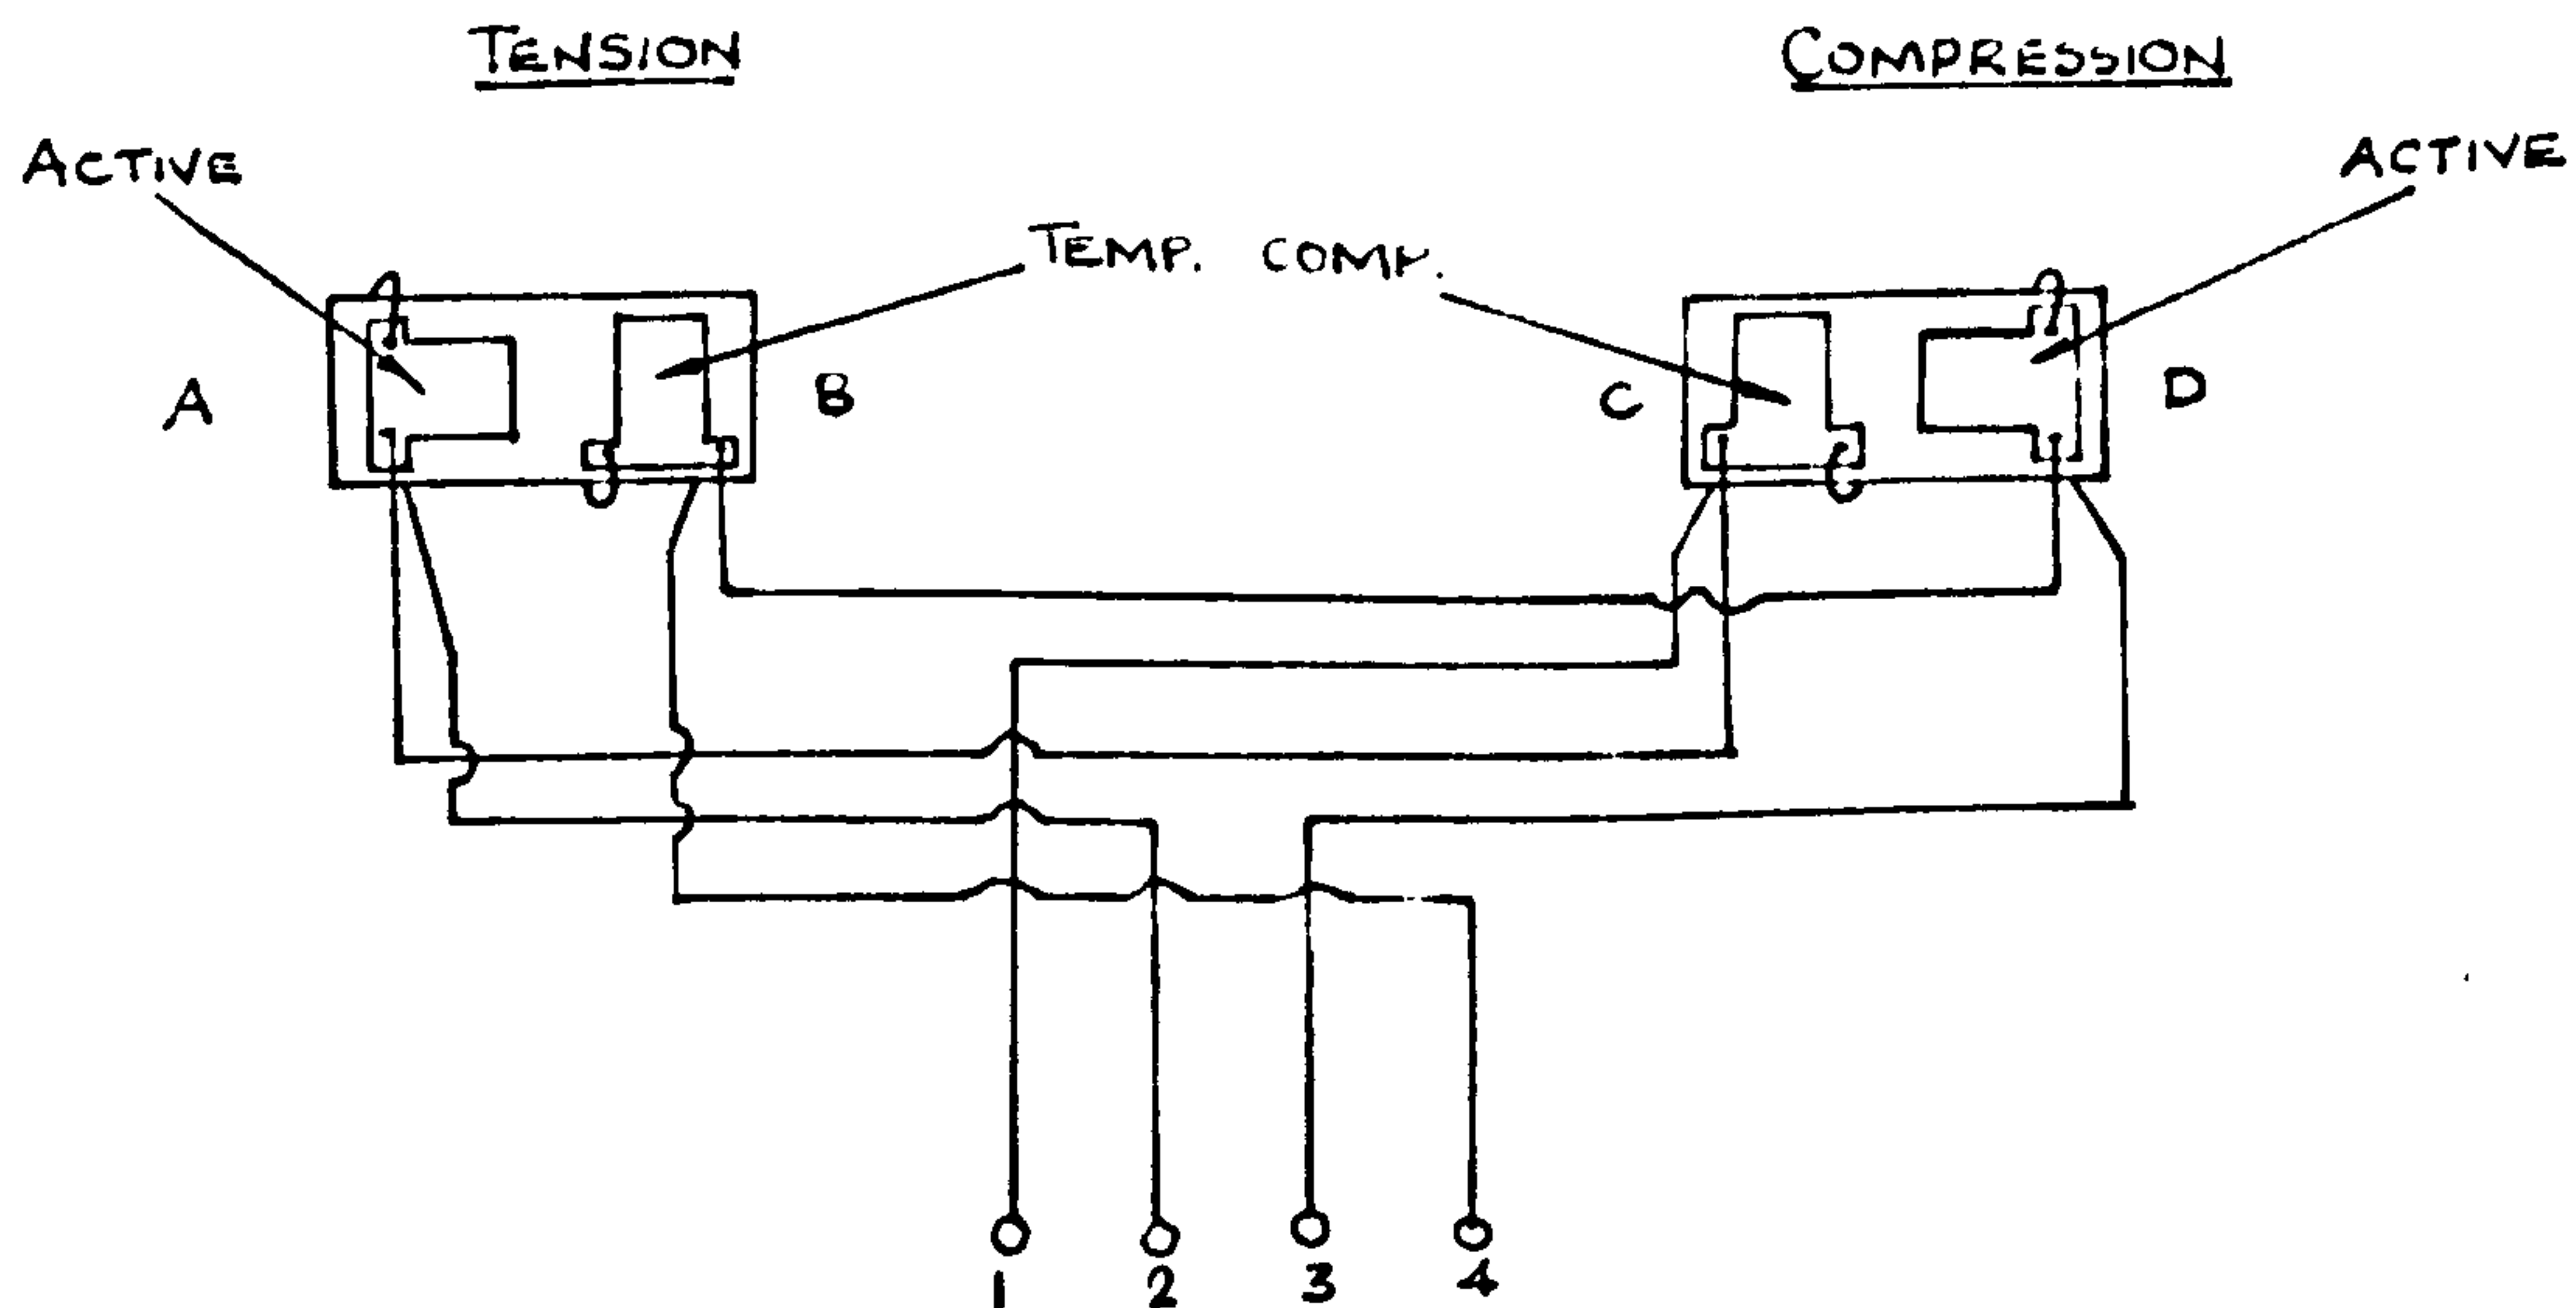 TENSION
COMPRESSION
ACTIVE
ACTIVE
TEMP. COMP.
A
B
C
D
1
2
3
4